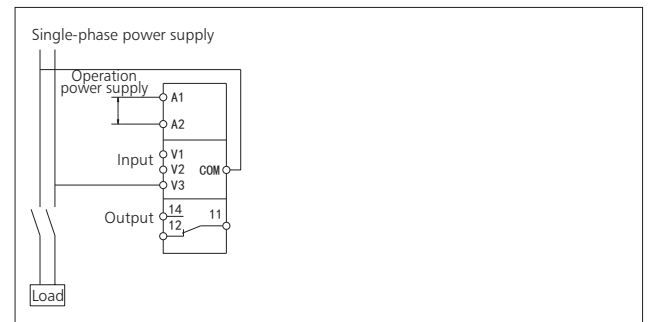 Single-phase power supply
Operation
power supply
A1
A2
Input
V1
V2
COM
V3
Output
14
11
12
Load